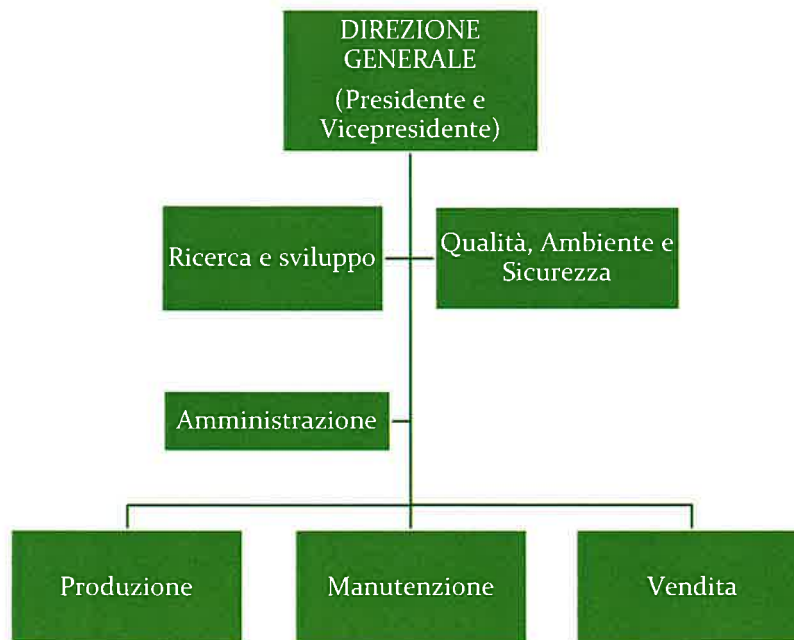 DIREZIONE
GENERALE
(Presidente e
Vicepresidente)
Ricerca e sviluppo
Qualità, Ambiente e
Sicurezza
Amministrazione
Produzione
Manutenzione
Vendita